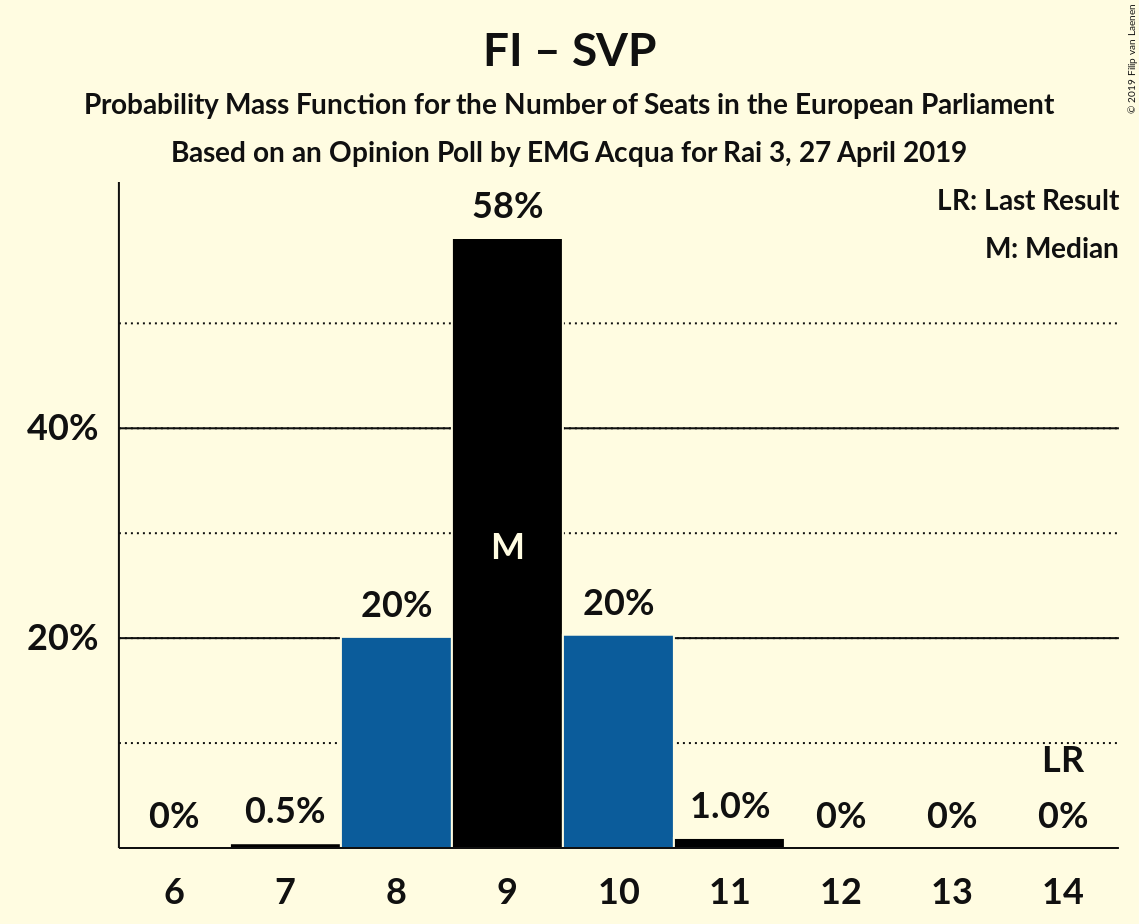 FI – SVP
Probability Mass Function for the Number of Seats in the European Parliament
Based on an Opinion Poll by EMG Acqua for Rai 3, 27 April 2019
© 2019 Filip van Laenen
LR: Last Result
M: Median
58%
40%
M
20%
20%
20%
LR
0%
0.5%
1.0%
0%
0%
0%
6 7 8 9 10 11 12 13 14